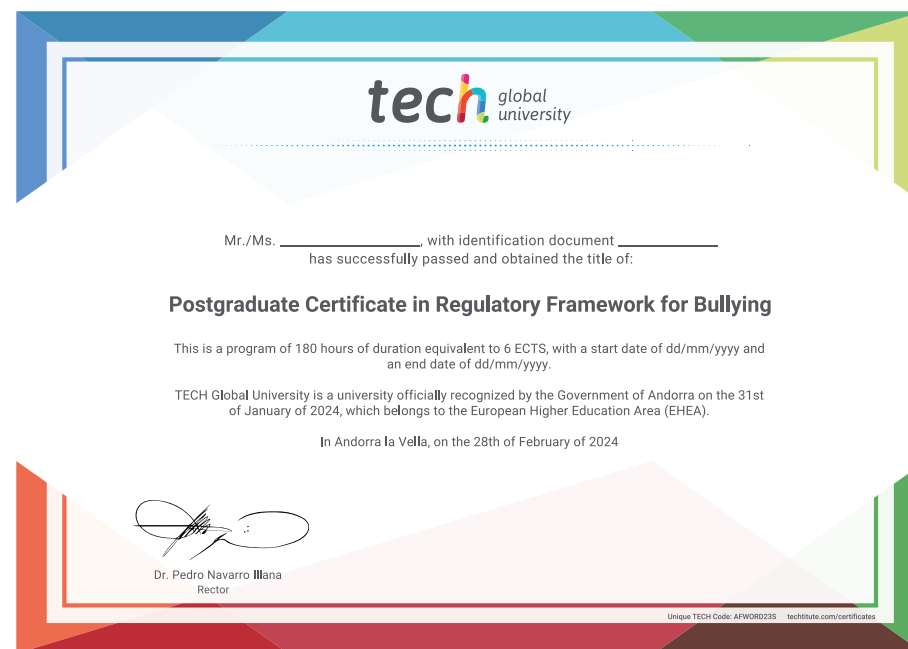 tech global university
Mr./Ms. ____________, with identification document ____________
has successfully passed and obtained the title of:
Postgraduate Certificate in Regulatory Framework for Bullying
This is a program of 180 hours of duration equivalent to 6 ECTS, with a start date of dd/mm/yyyy and
an end date of dd/mm/yyyy.
TECH Global University is a university officially recognized by the Government of Andorra on the 31st
of January of 2024, which belongs to the European Higher Education Area (EHEA).
In Andorra la Vella, on the 28th of February of 2024
Dr. Pedro Navarro Illana
Rector
Unique TECH Code: AFWORD23S techtitute.com/certificates